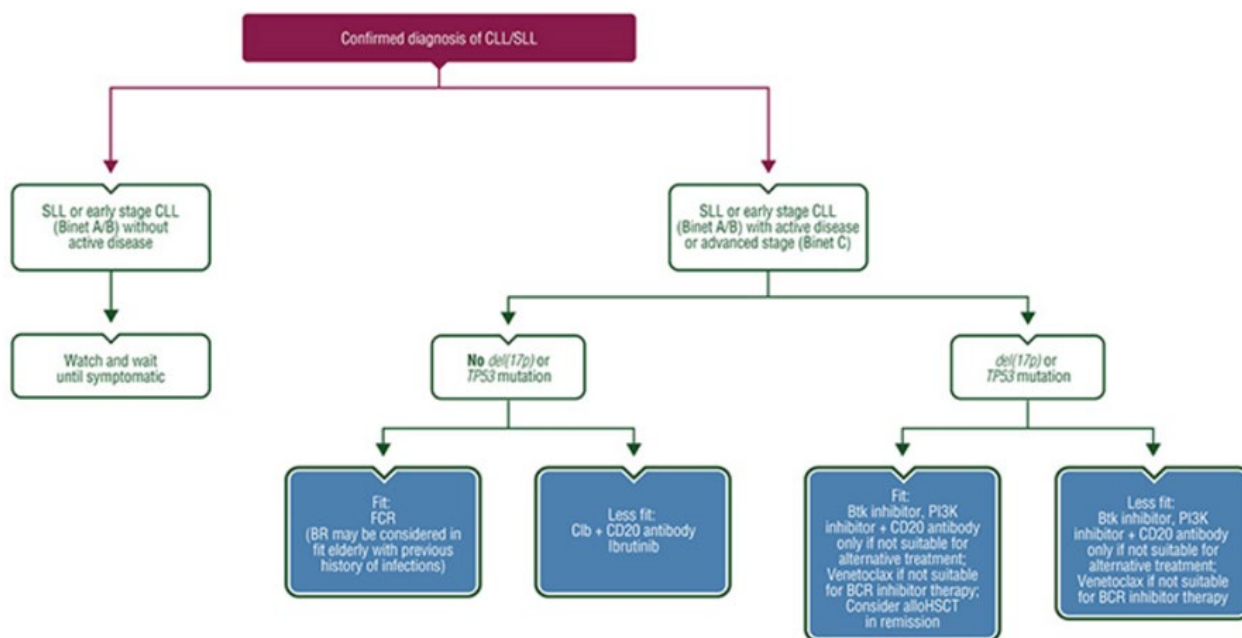 Confirmed diagnosis of CLL/SLL
SLL or early stage CLL
(Binet A/B) without
active disease
SLL or early stage CLL
(Binet A/B) with active disease
or advanced stage (Binet C)
Watch and wait
until symptomatic
No del(17p) or
TP53 mutation
del(17p) or
TP53 mutation
Fit:
FCR
(BR may be considered in
fit elderly with previous
history of infections)
Less fit:
Clb + CD20 antibody
Ibrutinib
Fit:
Btk inhibitor, PI3K
inhibitor + CD20 antibody
only if not suitable for
alternative treatment;
Venetoclax if not suitable
for BCR inhibitor therapy;
Consider alloHSCT
in remission
Less fit:
Btk inhibitor, PI3K
inhibitor + CD20 antibody
only if not suitable for
alternative treatment;
Venetoclax if not suitable
for BCR inhibitor therapy